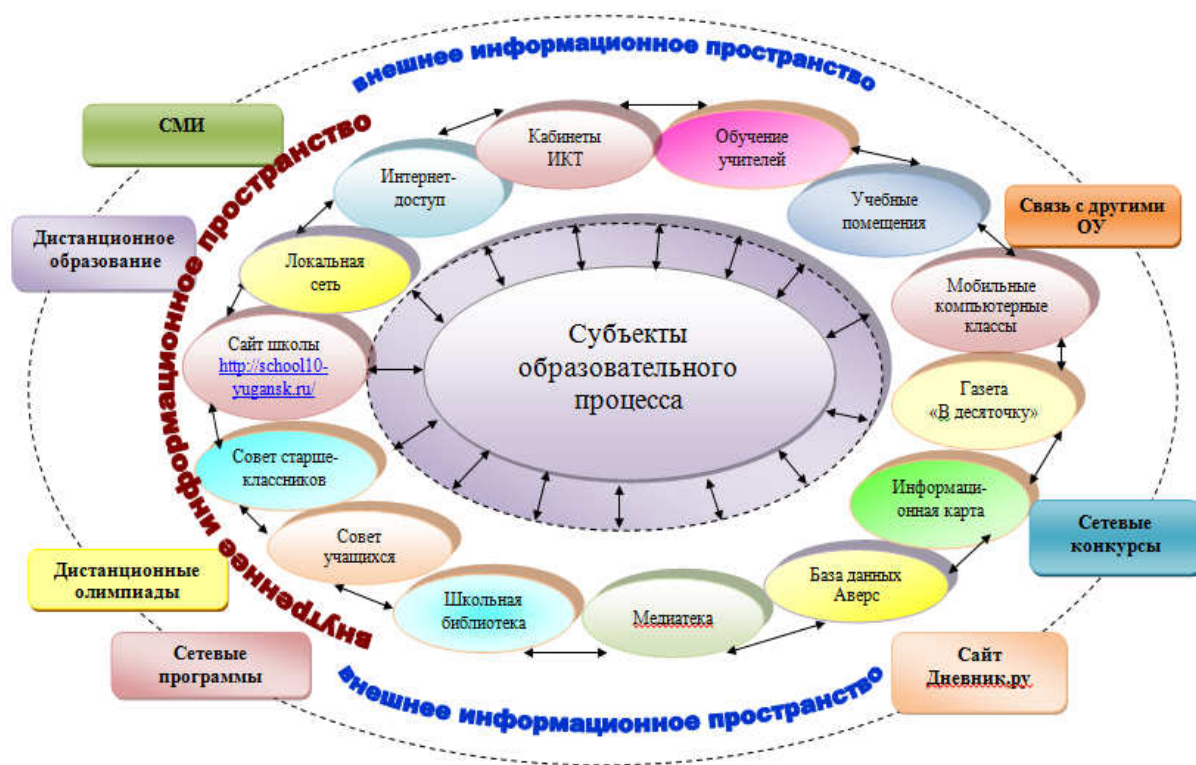 внешнее информационное пространство
СМИ
Кабинеты
ИКТ
Обучение
учителей
Интернет-
доступ
Учебные
помещения
Связь с другими
ОУ
Дистанционное
образование
Локальная
сеть
Мобильные
компьютерные
классы
Сайт школы
http://school10-
yugansk.ru/
Субъекты
образовательного
процесса
Газета
«В десяточку»
внутреннее информационное пространство
Совет старше-
классников
Информаци-
онная карта
Сетевые
конкурсы
Совет
учащихся
Дистанционные
олимпиады
База данных
Аверс
Школьная
библиотека
Медиатека
Сетевые
программы
Сайт
Дневник.ру
внешнее информационное пространство